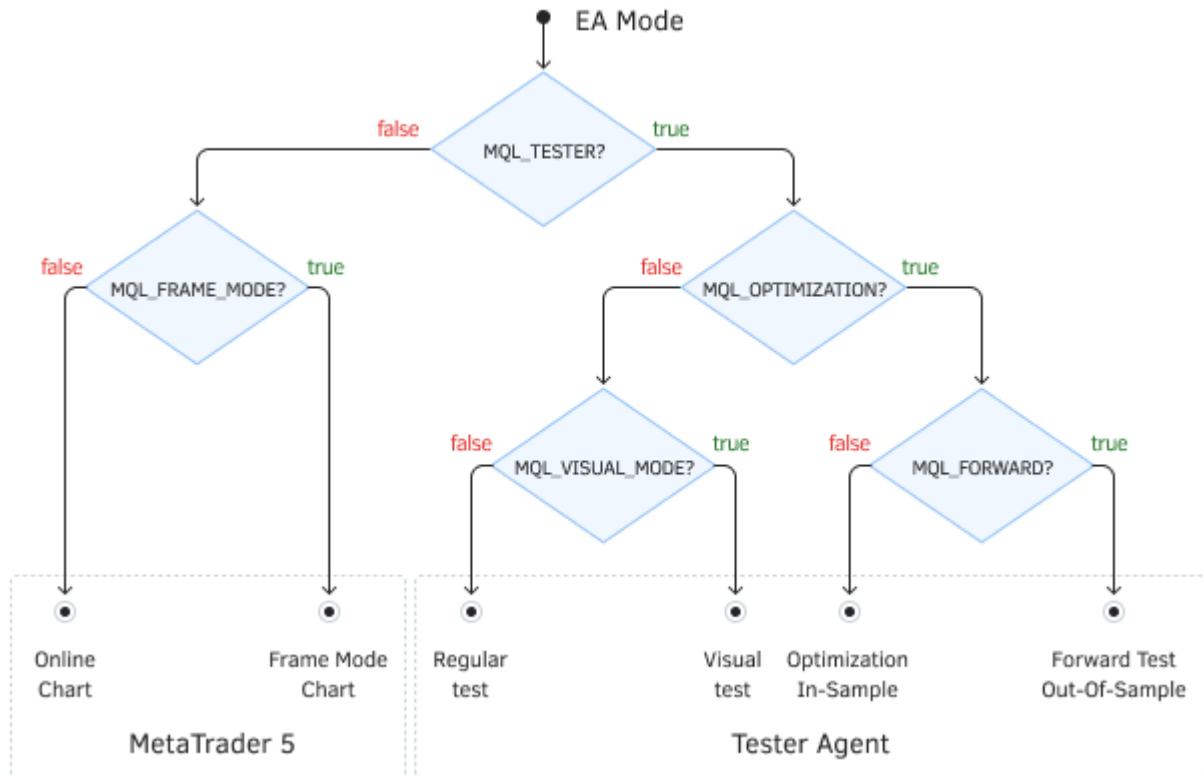 EA Mode
false
true
MQL_TESTER?
false
true
false
true
MQL_FRAME_MODE?
MQL_OPTIMIZATION?
false
true
false
true
MQL_VISUAL_MODE?
MQL_FORWARD?
Online
Chart
Frame Mode
Chart
Regular
test
Visual
test
Optimization
In-Sample
Forward Test
Out-Of-Sample
MetaTrader 5
Tester Agent